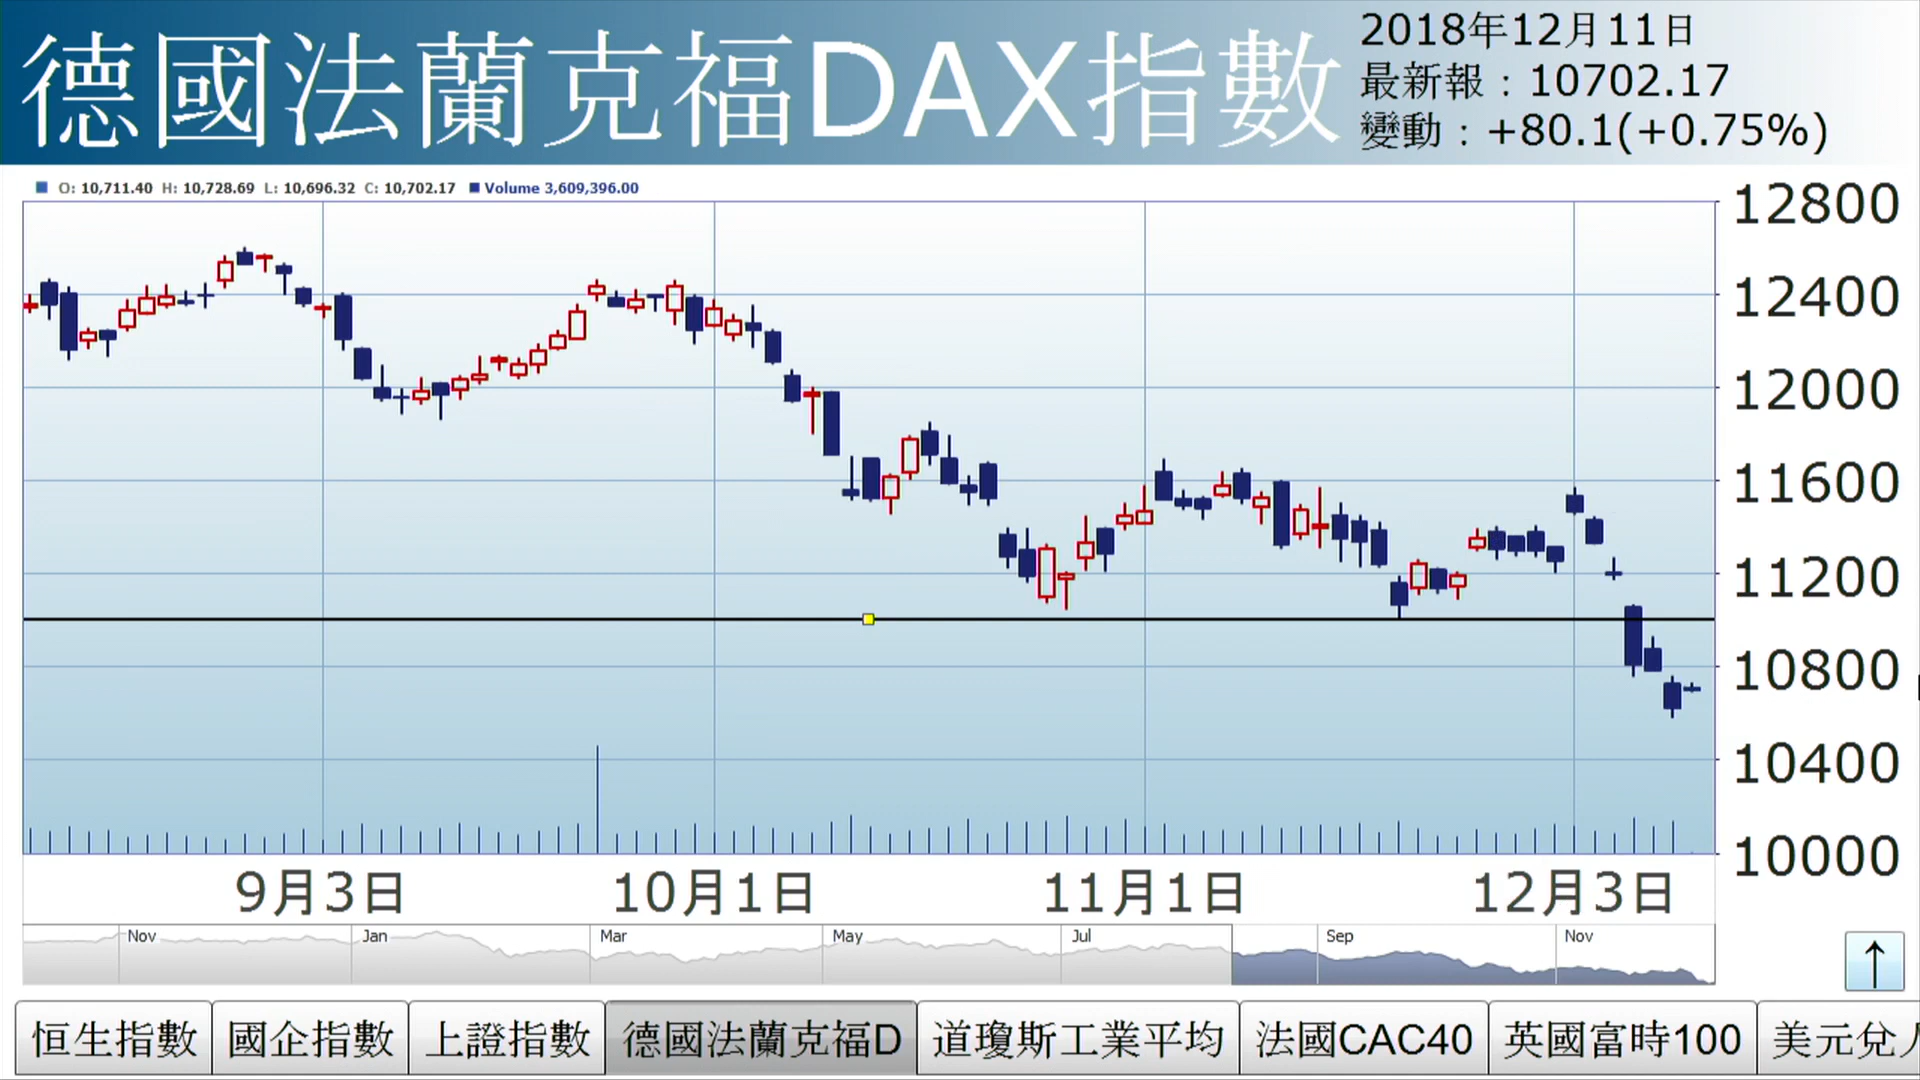 德國法蘭克福DAX指數
2018年12月11日
最新報：10702.17
變動：+80.1(+0.75%)
O: 10,711.40 H: 10,728.69 L: 10,696.32 C: 10,702.17 Volume 3,609,396.00
12800
12400
12000
11600
11200
10800
10400
10000
9月3日 10月1日 11月1日 12月3日
Nov Jan Mar May Jul Sep Nov
恒生指數 國企指數 上證指數 德國法蘭克福D 道瓊斯工業平均 法國CAC40 英國富時100 美元兌